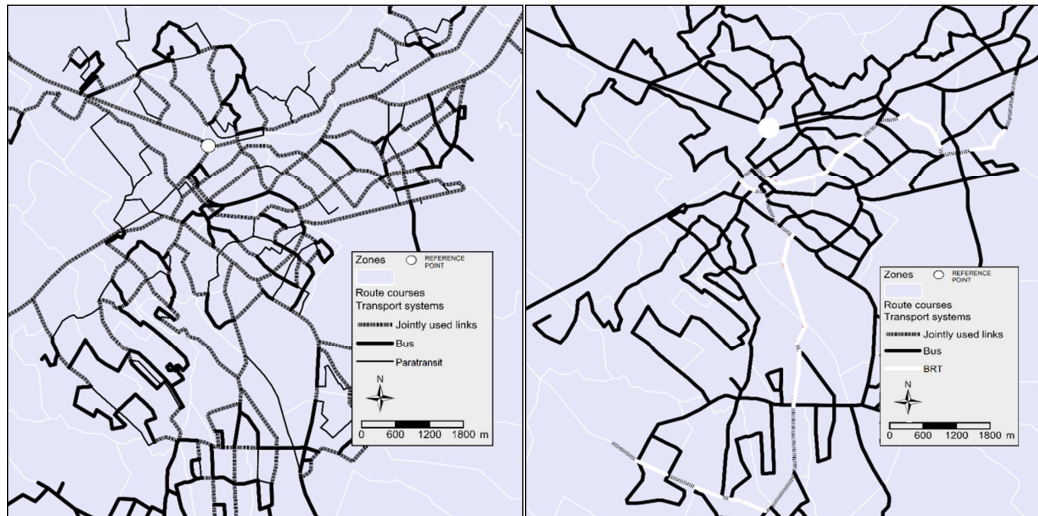 Zones
REFERENCE
POINT
Route courses
Transport systems
Jointly used links
Bus
Paratransit
N
0 600 1200 1800 m
Zones
REFERENCE
POINT
Route courses
Transport systems
Jointly used links
Bus
BRT
N
0 600 1200 1800 m